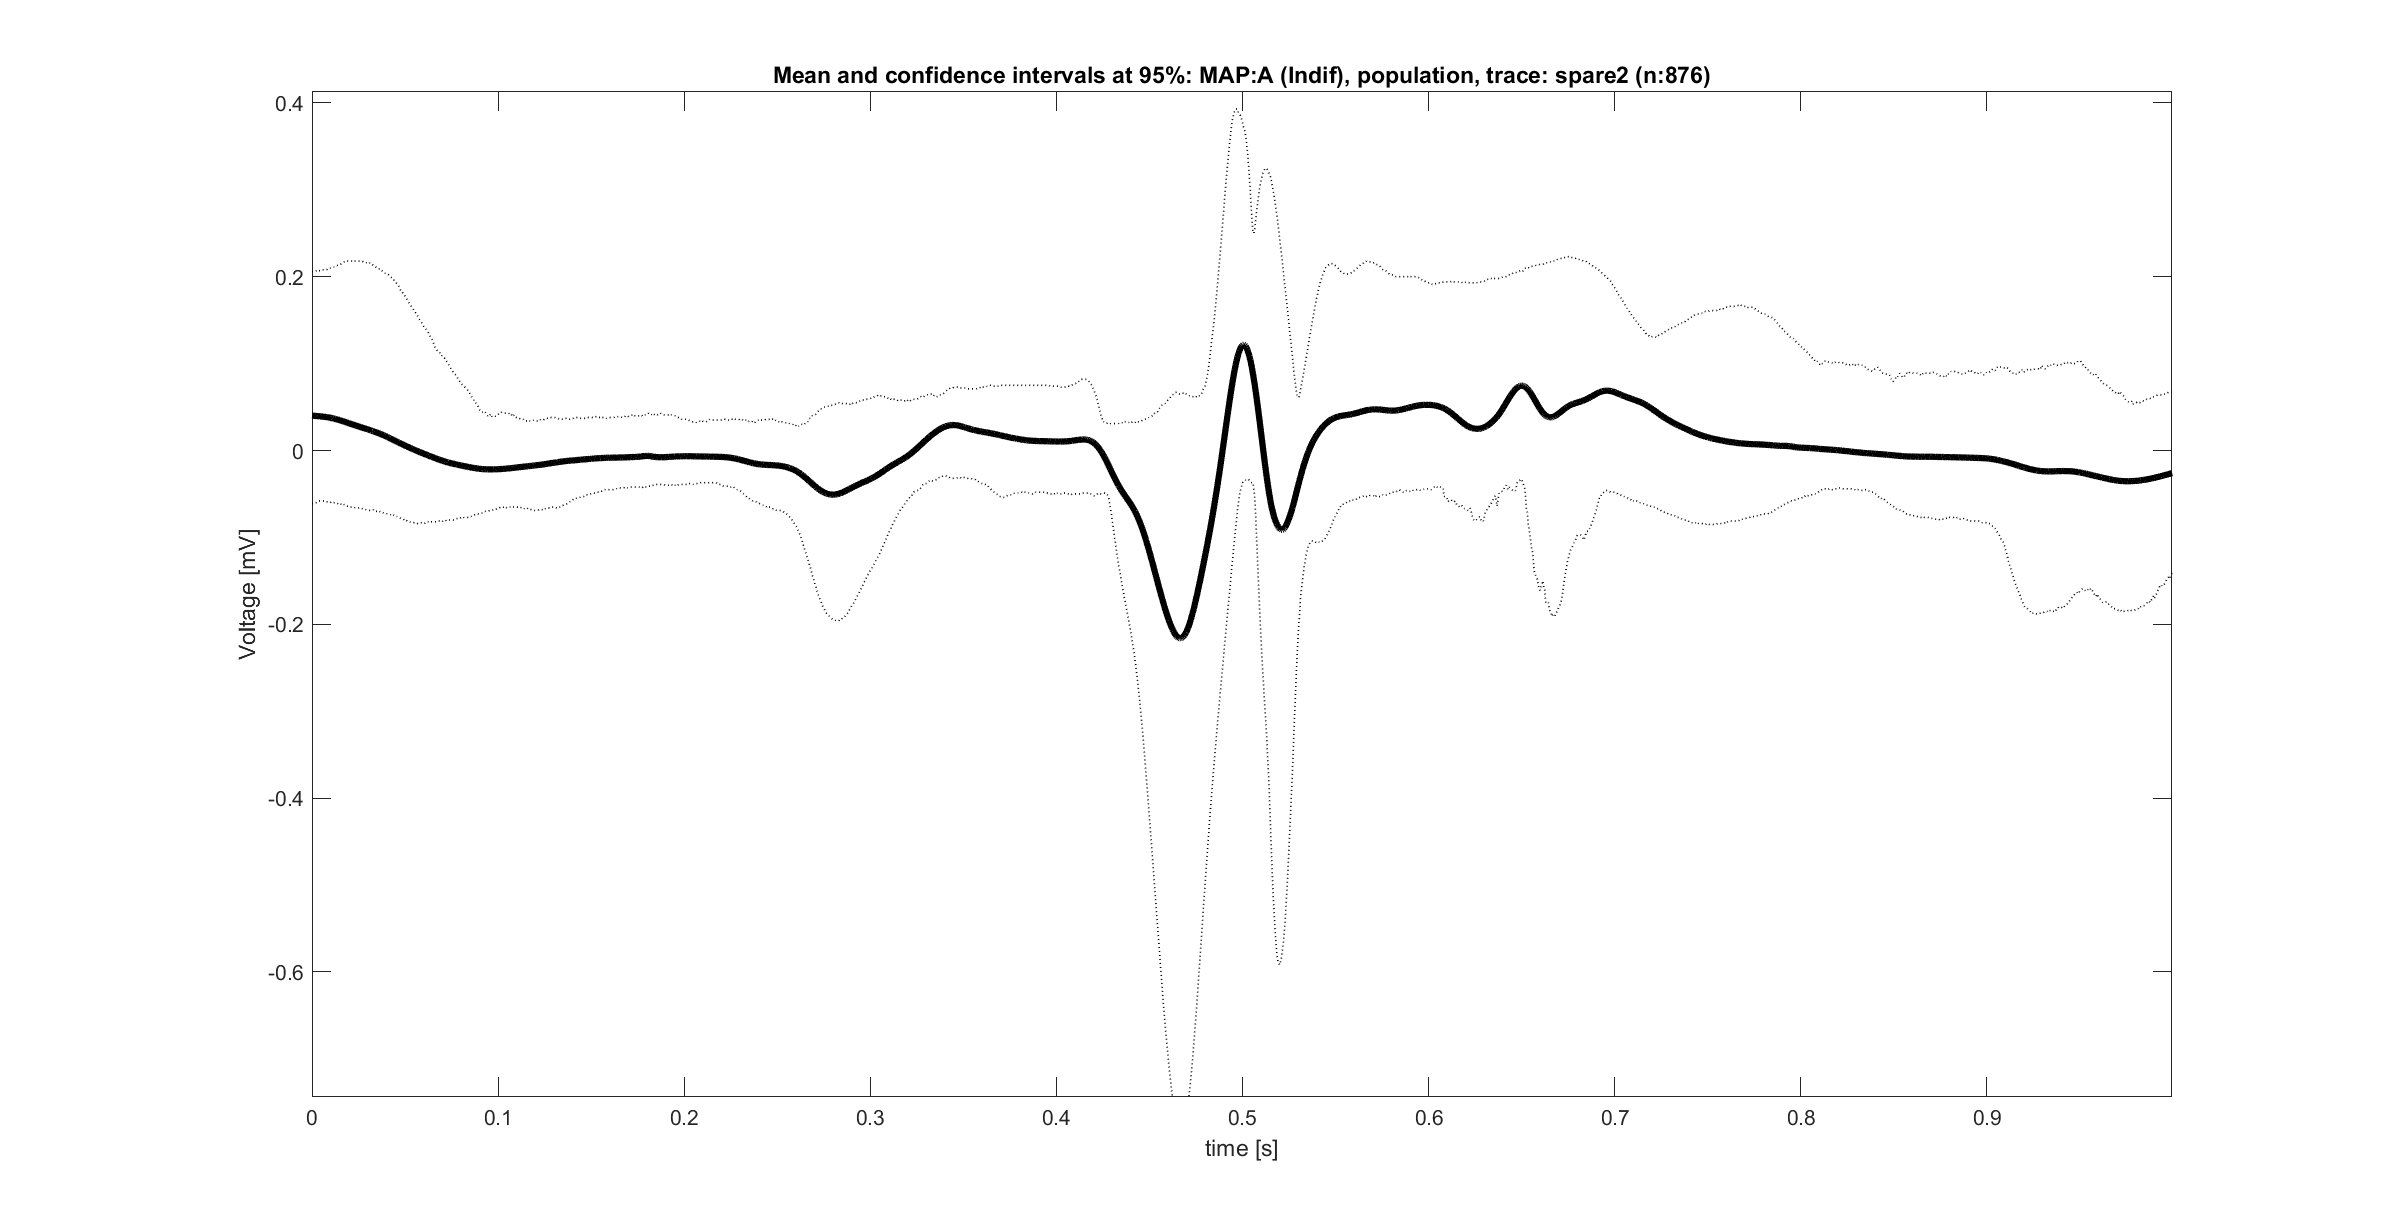 Mean and confidence intervals at 95%: MAP:A (Indif), population, trace: spare2 (n:876)
0.4
0.2
0
-0.2
-0.4
-0.6
Voltage [mV]
0 0.1 0.2 0.3 0.4 0.5 0.6 0.7 0.8 0.9
time [s]